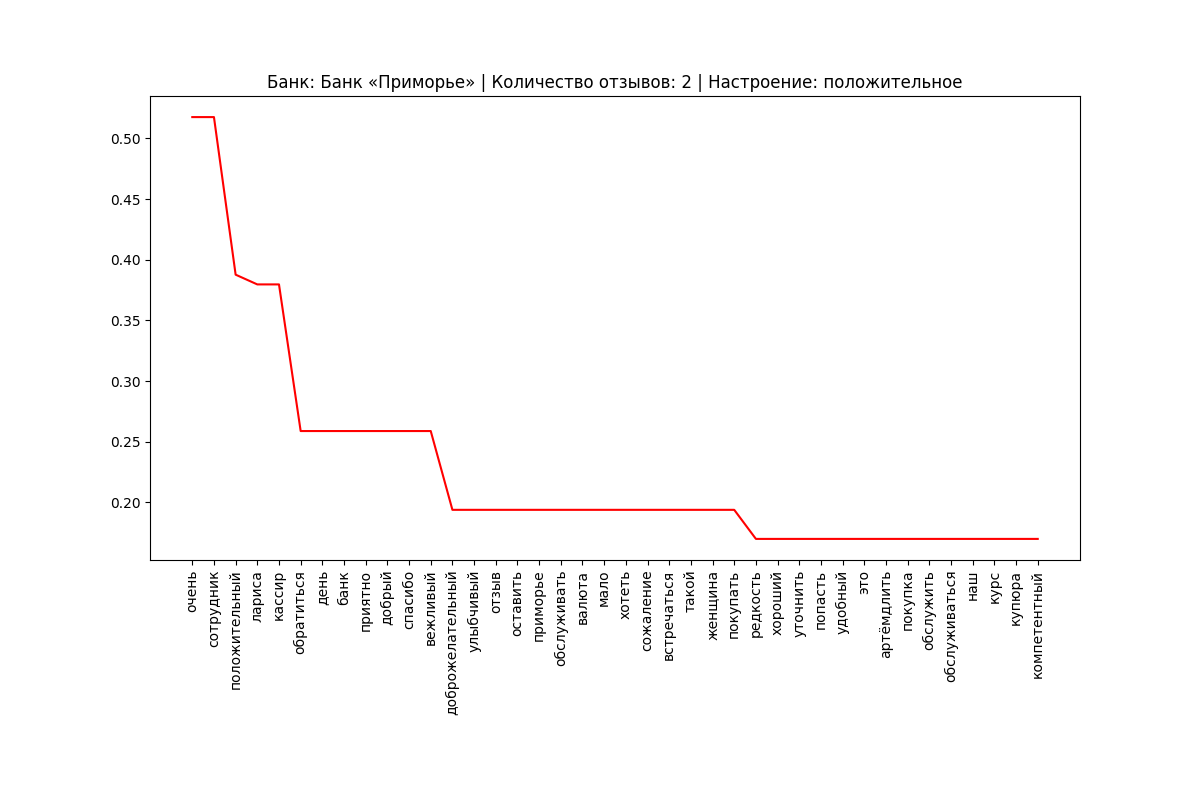 Банк: Банк «Приморье» | Количество отзывов: 2 | Настроение: положительное
0.50
0.45
0.40
0.35
0.30
0.25
0.20
очень
сотрудник
положительный
лариса
кассир
обратиться
день
банк
приятно
добрый
спасибо
вежливый
доброжелательный
улыбчивый
отзыв
оставить
приморье
обслуживать
валюта
мало
хотеть
сожаление
встречаться
такой
женщина
покупать
редкость
хороший
уточнить
попасть
удобный
это
артёмдлить
покупка
обслужить
обслуживаться
наш
курс
купюра
компетентный